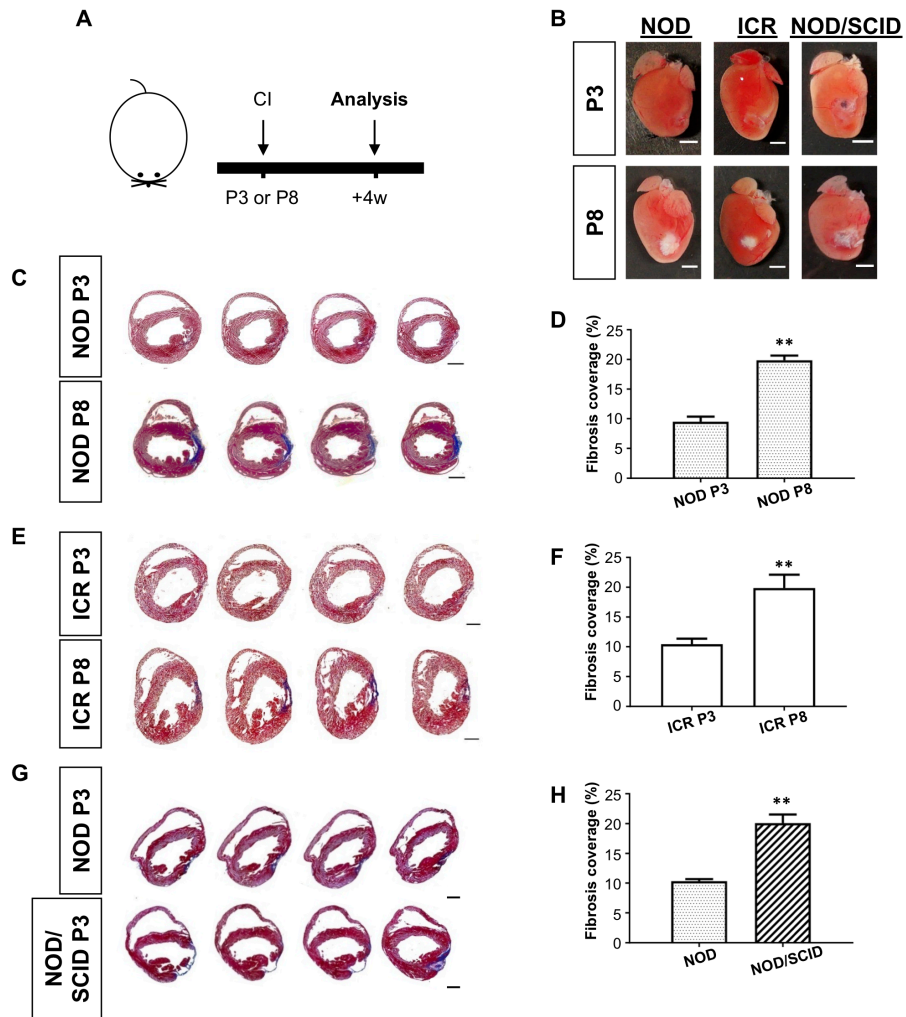 A
CI
Analysis
P3 or P8
+4w
B
NOD ICR NOD/SCID
P3
P8
C
NOD P3
NOD P8
D
Fibrosis coverage (%)
25
20
15
10
5
0
**
NOD P3
NOD P8
E
ICR P3
ICR P8
F
Fibrosis coverage (%)
25
20
15
10
5
0
**
ICR P3
ICR P8
G
NOD P3
NOD/
SCID P3
H
Fibrosis coverage (%)
25
20
15
10
5
0
**
NOD
NOD/SCID